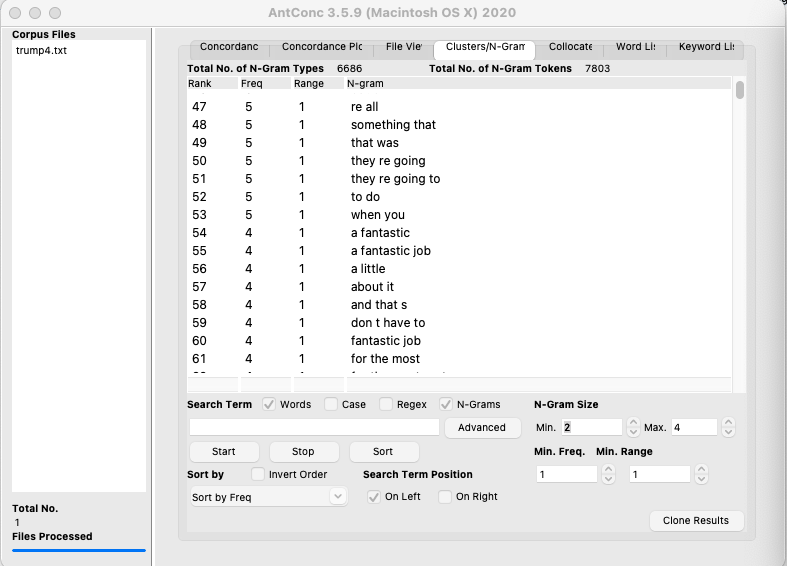 AntConc 3.5.9 (Macintosh OS X) 2020
Corpus Files
trump4.txt
Concordanc Concordance Plc File Vie Clusters/N-Gram Collocate Word Li Keyword Li
Total No. of N-Gram Types 6686 Total No. of N-Gram Tokens 7803
Rank Freq Range N-gram
47 5 1 re all
48 5 1 something that
49 5 1 that was
50 5 1 they re going
51 5 1 they re going to
52 5 1 to do
53 5 1 when you
54 4 1 a fantastic
55 4 1 a fantastic job
56 4 1 a little
57 4 1 about it
58 4 1 and that s
59 4 1 don t have to
60 4 1 fantastic job
61 4 1 for the most
Search Term Words Case Regex N-Grams N-Gram Size
Advanced Min. 2 Max. 4
Start Stop Sort Min. Freq. Min. Range
Sort by Invert Order Search Term Position 1 1
Sort by Freq On Left On Right
Clone Results
Total No.
1
Files Processed